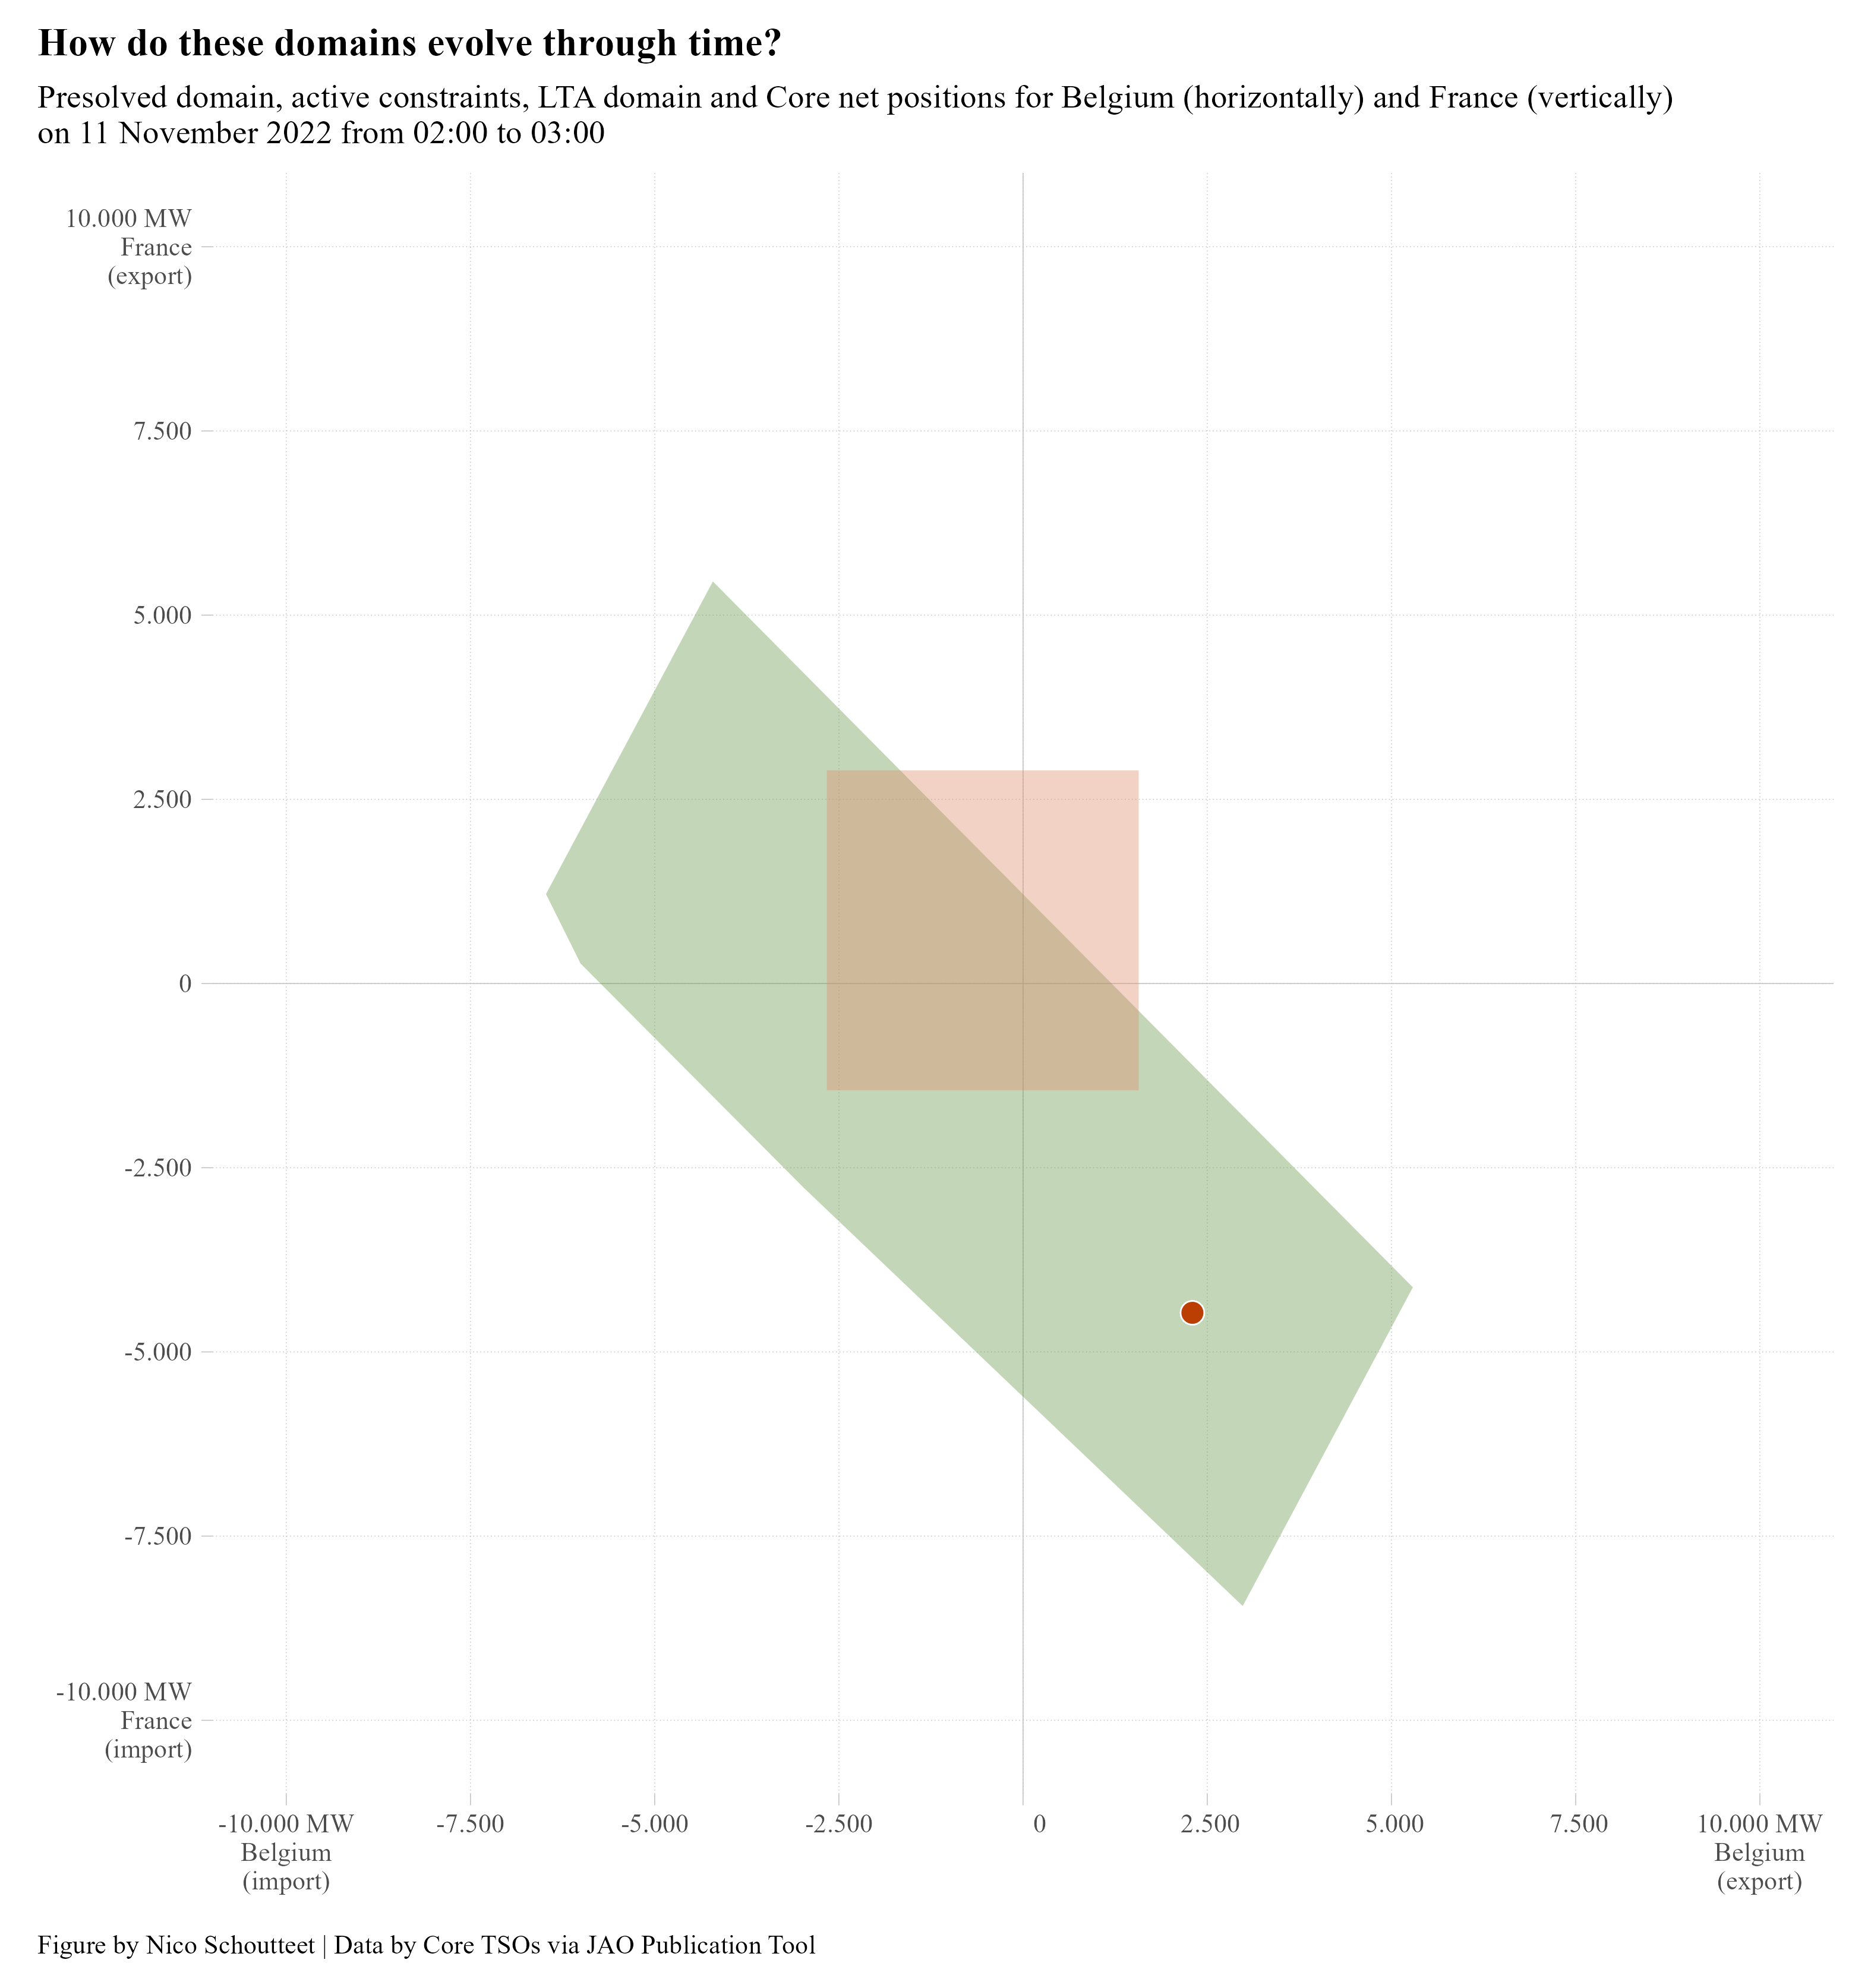 How do these domains evolve through time?
Presolved domain, active constraints, LTA domain and Core net positions for Belgium (horizontally) and France (vertically)
on 11 November 2022 from 02:00 to 03:00
10.000 MW
France
(export)
7.500
5.000
2.500
0
-2.500
-5.000
-7.500
-10.000 MW
France
(import)
-10.000 MW
Belgium
(import)
-7.500
-5.000
-2.500
0
2.500
5.000
7.500
10.000 MW
Belgium
(export)
Figure by Nico Schoutteet | Data by Core TSOs via JAO Publication Tool